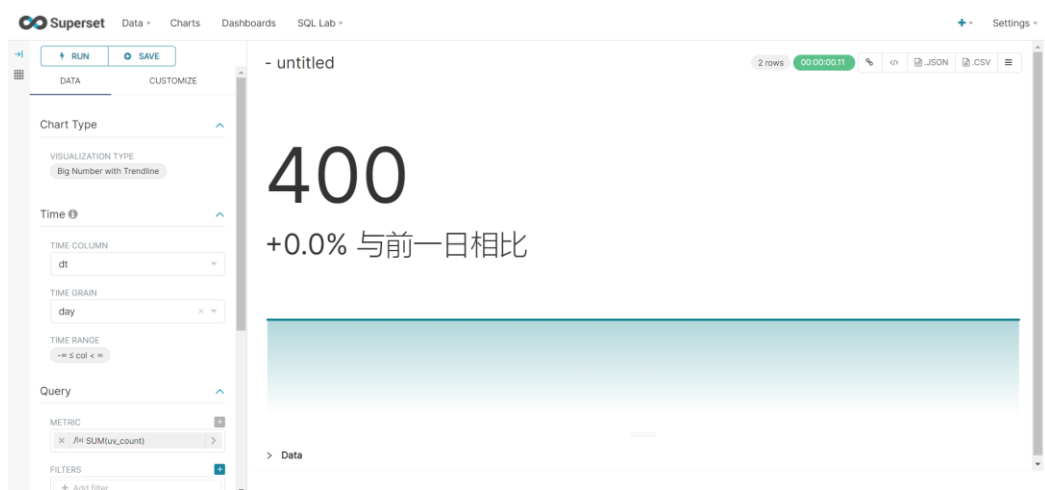 Superset Data Charts Dashboards SQL Lab Settings
RUN SAVE
DATA CUSTOMIZE
Chart Type
VISUALIZATION TYPE
Big Number with Trendline
Time
TIME COLUMN
dt
TIME GRAIN
day
TIME RANGE
-∞ ≤ col < ∞
Query
METRIC
f(x) SUM(uv_count)
FILTERS
+ Add filter
- untitled
2 rows 00:00:00.11 .JSON .CSV
400
+0.0% 与前一日相比
Data